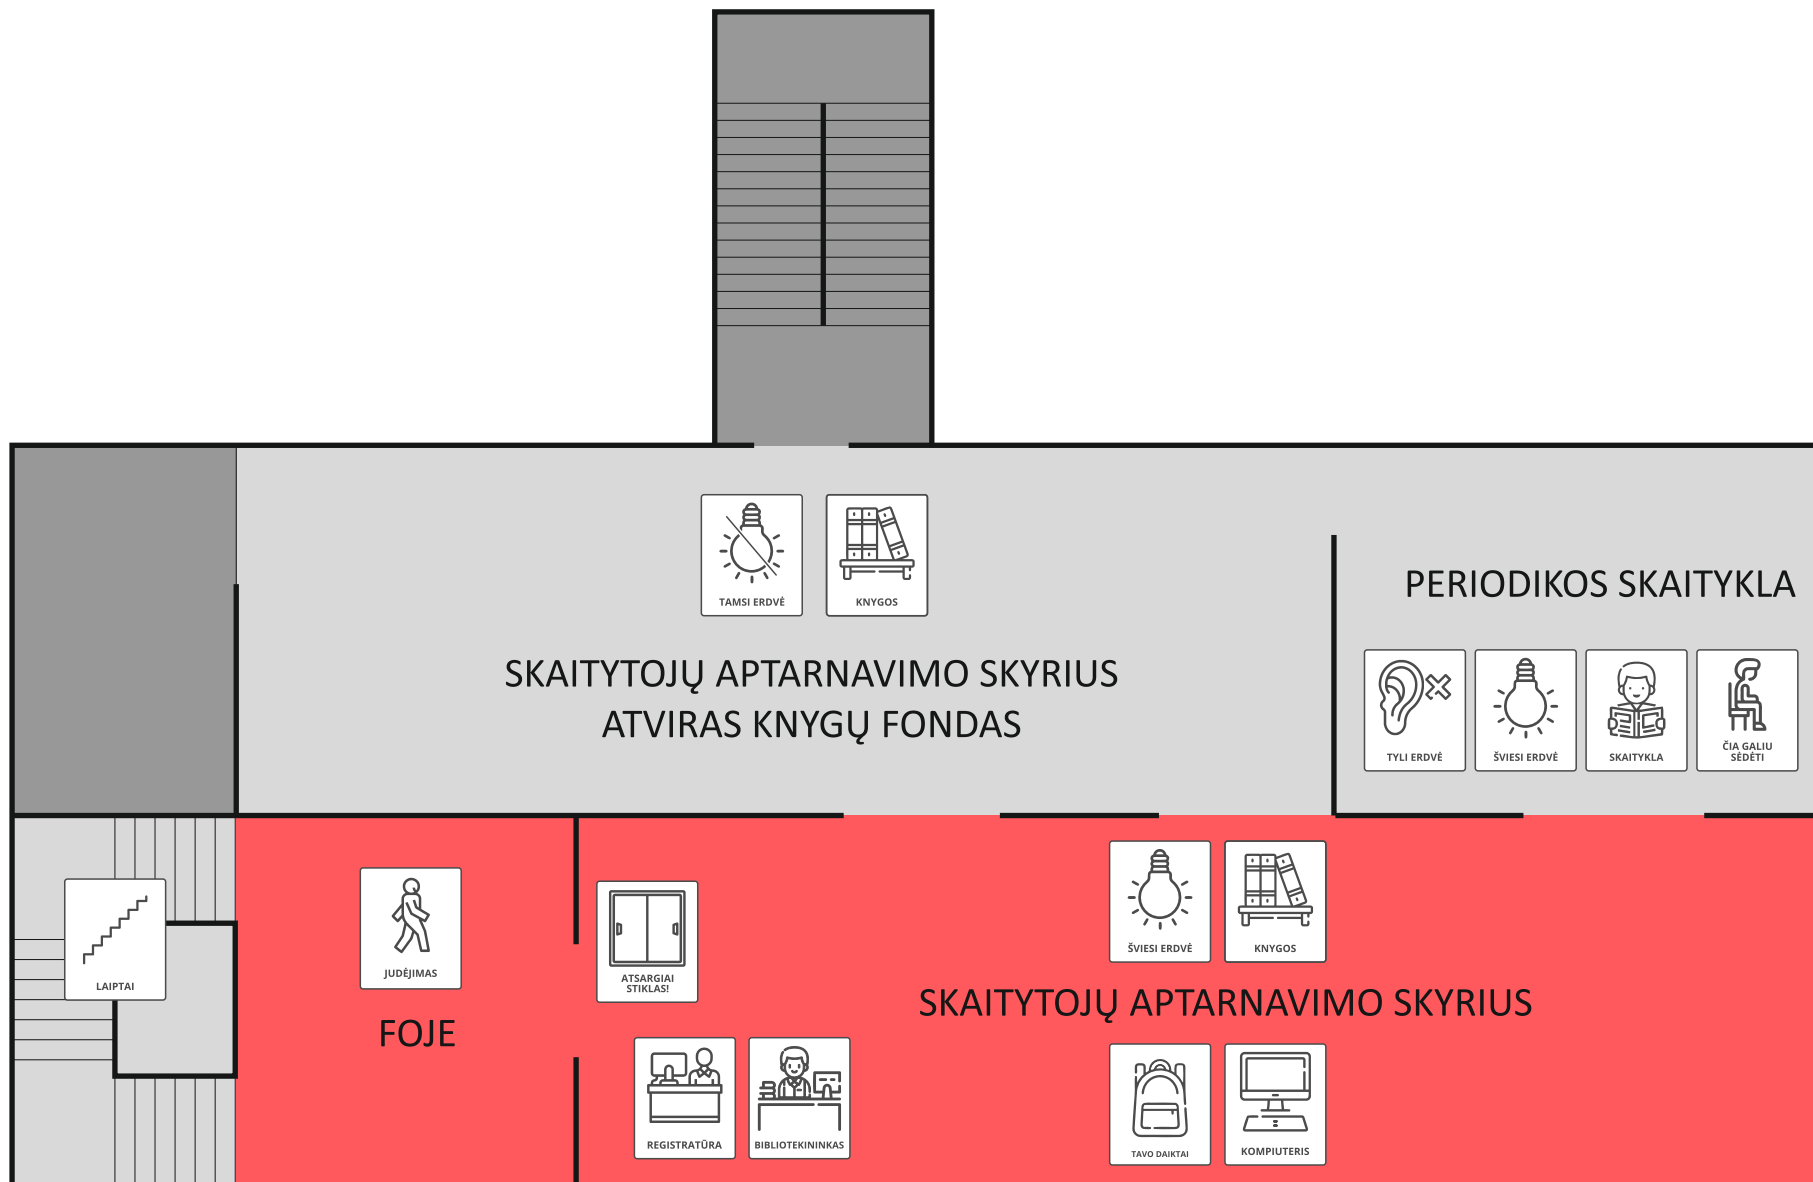 TAMSI ERDVĖ
KNYGOS
SKAITYTOJŲ APTARNAVIMO SKYRIUS
ATVIRAS KNYGŲ FONDAS
PERIODIKOS SKAITYKLA
TYLI ERDVĖ
ŠVIESI ERDVĖ
SKAITYKLA
ČIA GALIU
SĖDĖTI
LAIPTAI
JUDĖJIMAS
FOJE
ATSARGIAI
STIKLAS!
ŠVIESI ERDVĖ
KNYGOS
SKAITYTOJŲ APTARNAVIMO SKYRIUS
REGISTRATŪRA
BIBLIOTEKININKAS
TAVO DAIKTAI
KOMPIUTERIS